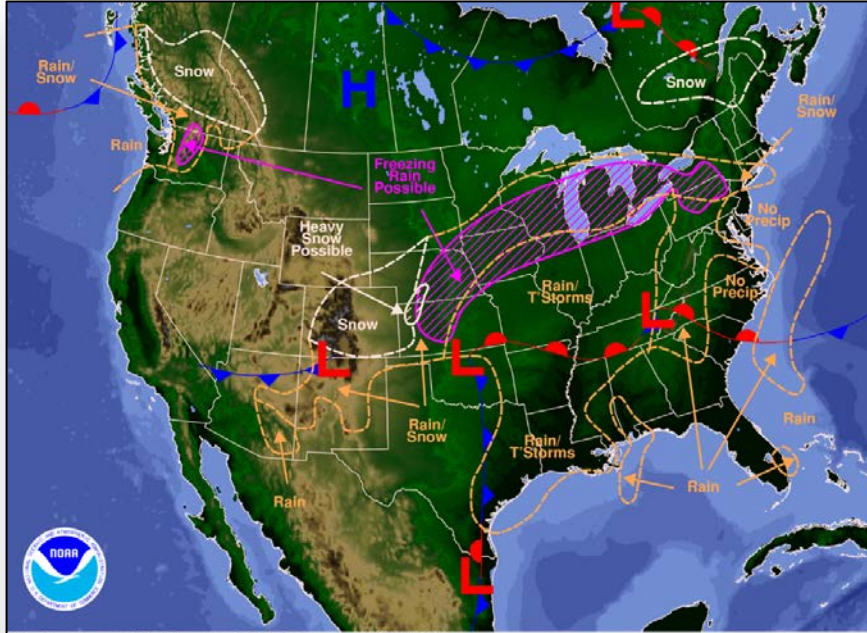 L
Snow
Rain/
Snow
H
Snow
Rain/
Snow
Rain
Freezing
Rain
Possible
No
Precip
Heavy
Snow
Possible
No
Precip
Rain/
T'Storms
Snow
L
L
L
Rain/
Snow
Rain/
T'Storms
Rain
Rain
Rain
L
NOAA